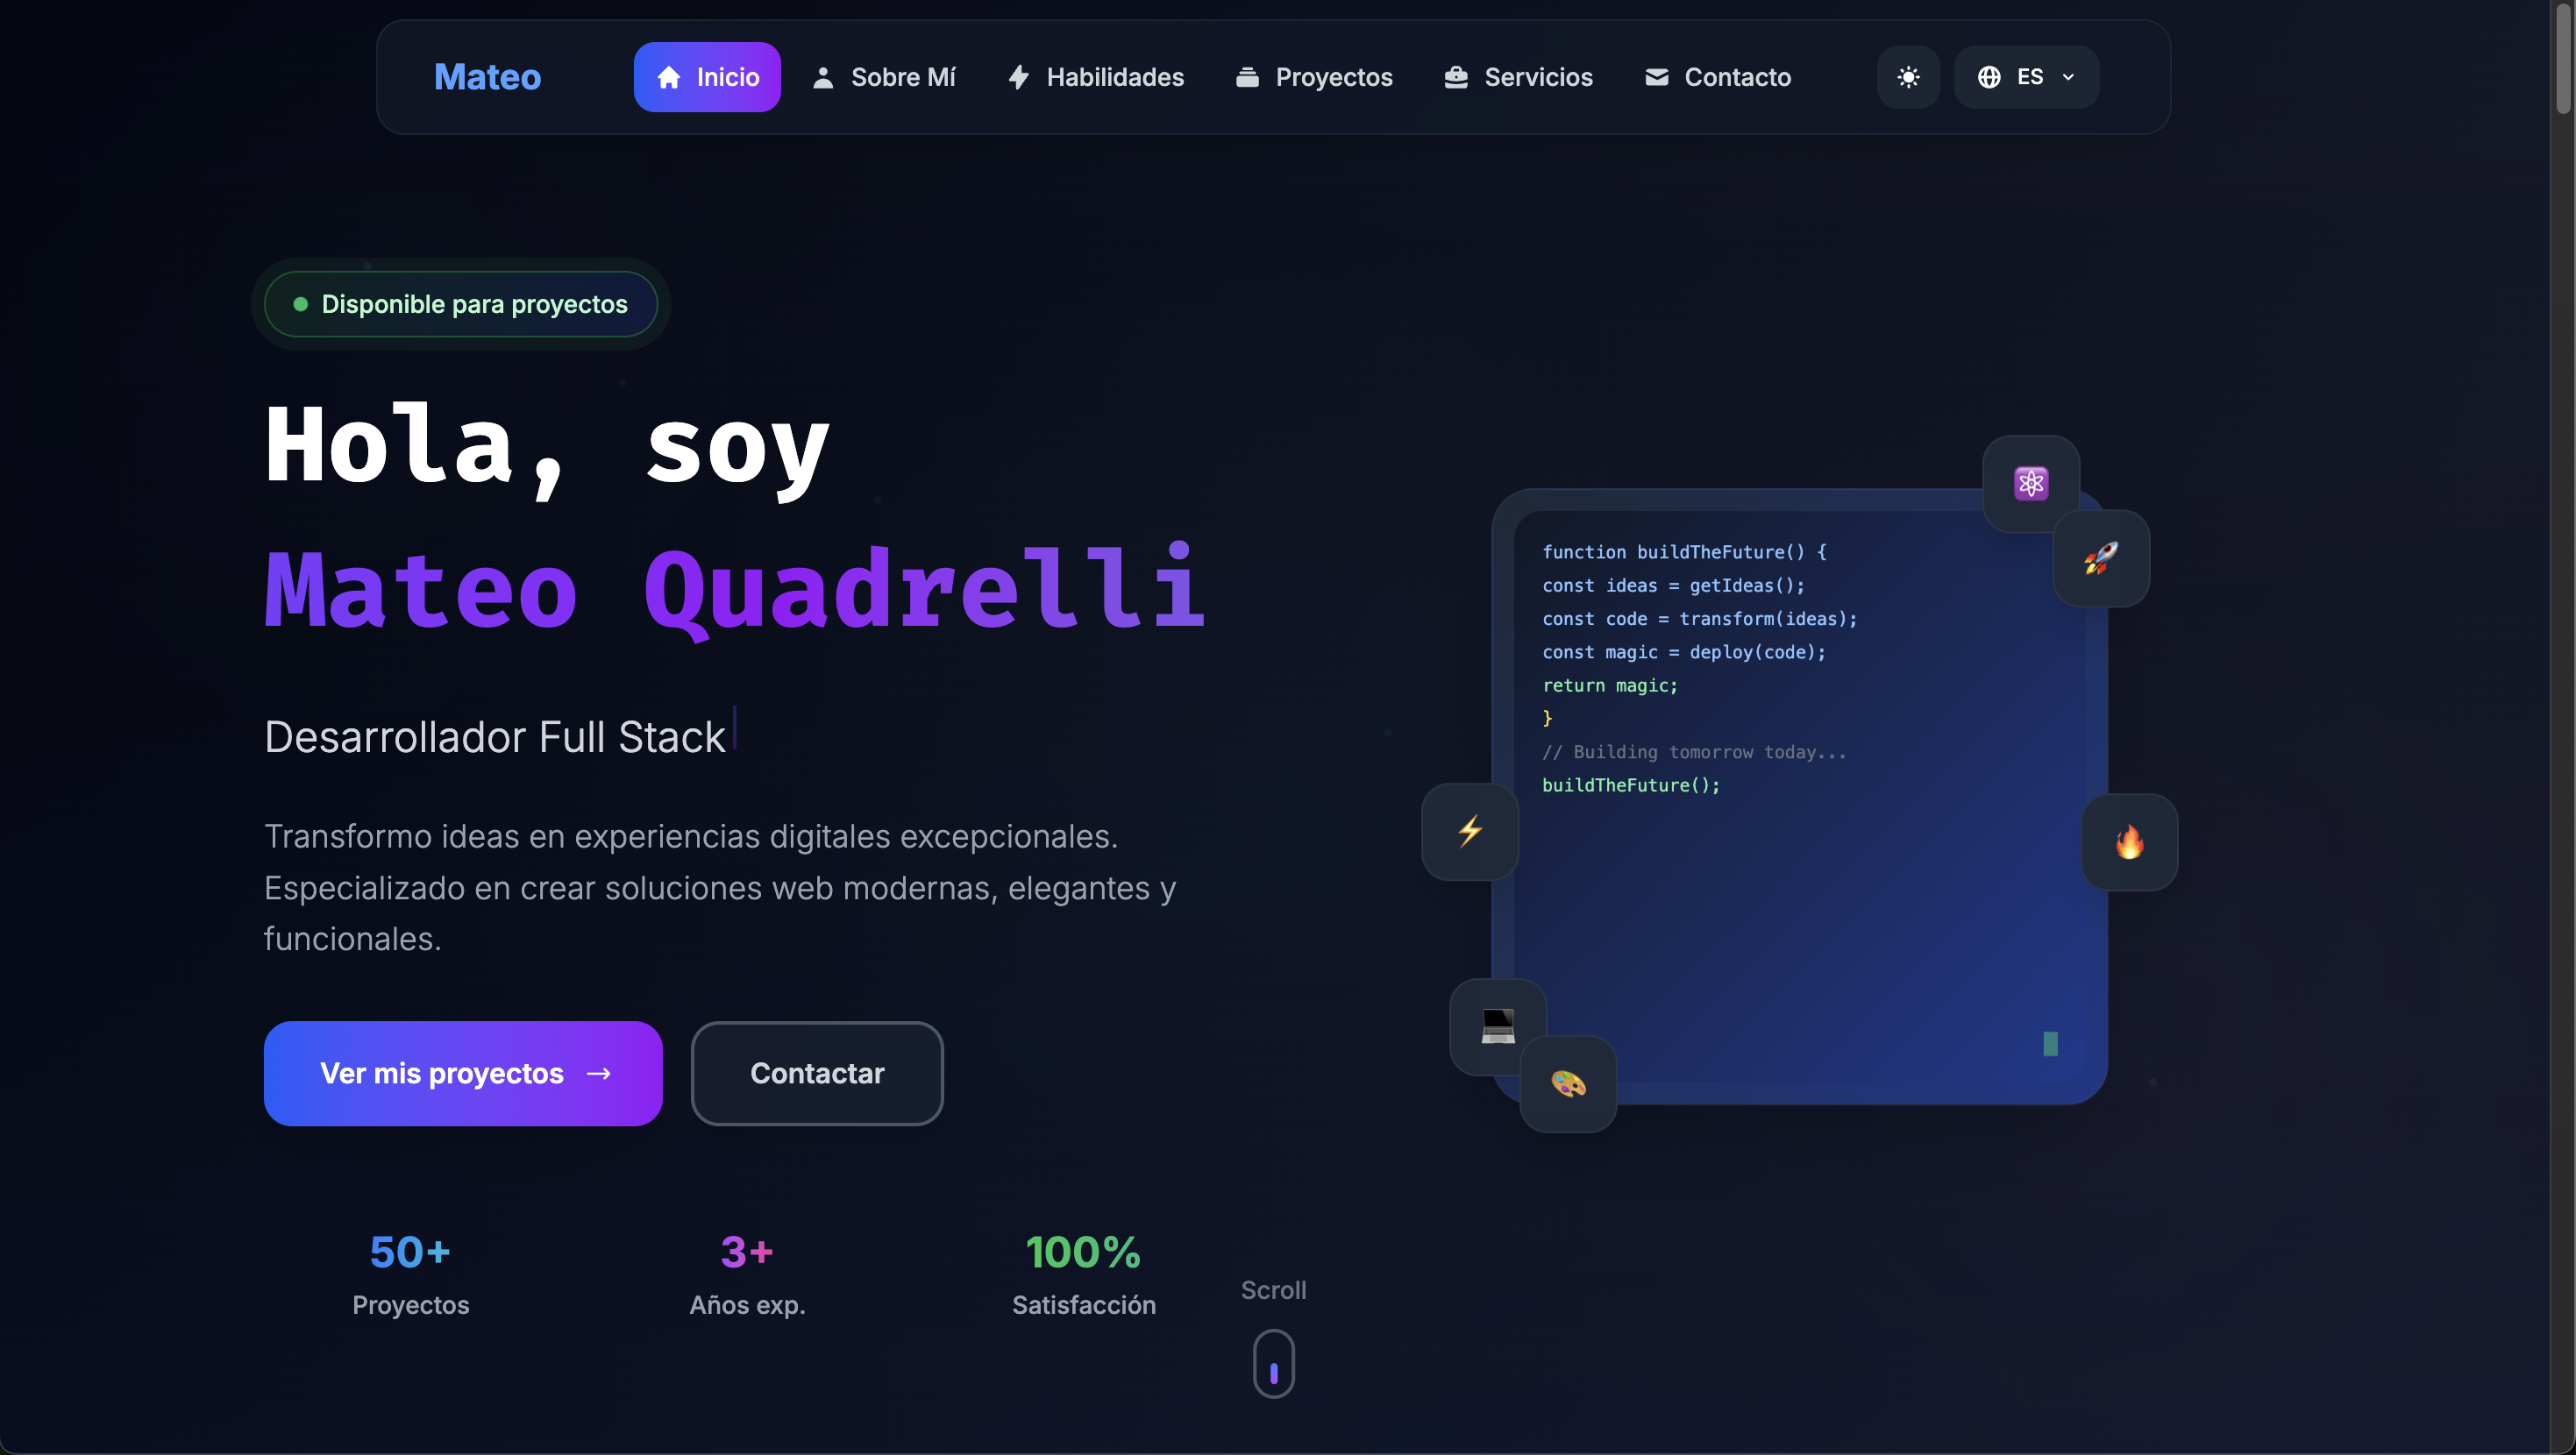 Mateo
Inicio
Sobre Mí
Habilidades
Proyectos
Servicios
Contacto
ES
Disponible para proyectos
Hola, soy
Mateo Quadrelli
Desarrollador Full Stack
Transformo ideas en experiencias digitales excepcionales.
Especializado en crear soluciones web modernas, elegantes y
funcionales.
Ver mis proyectos →
Contactar
50+
Proyectos
3+
Años exp.
100%
Satisfacción
Scroll
function buildTheFuture() {
const ideas = getIdeas();
const code = transform(ideas);
const magic = deploy(code);
return magic;
}
// Building tomorrow today...
buildTheFuture();